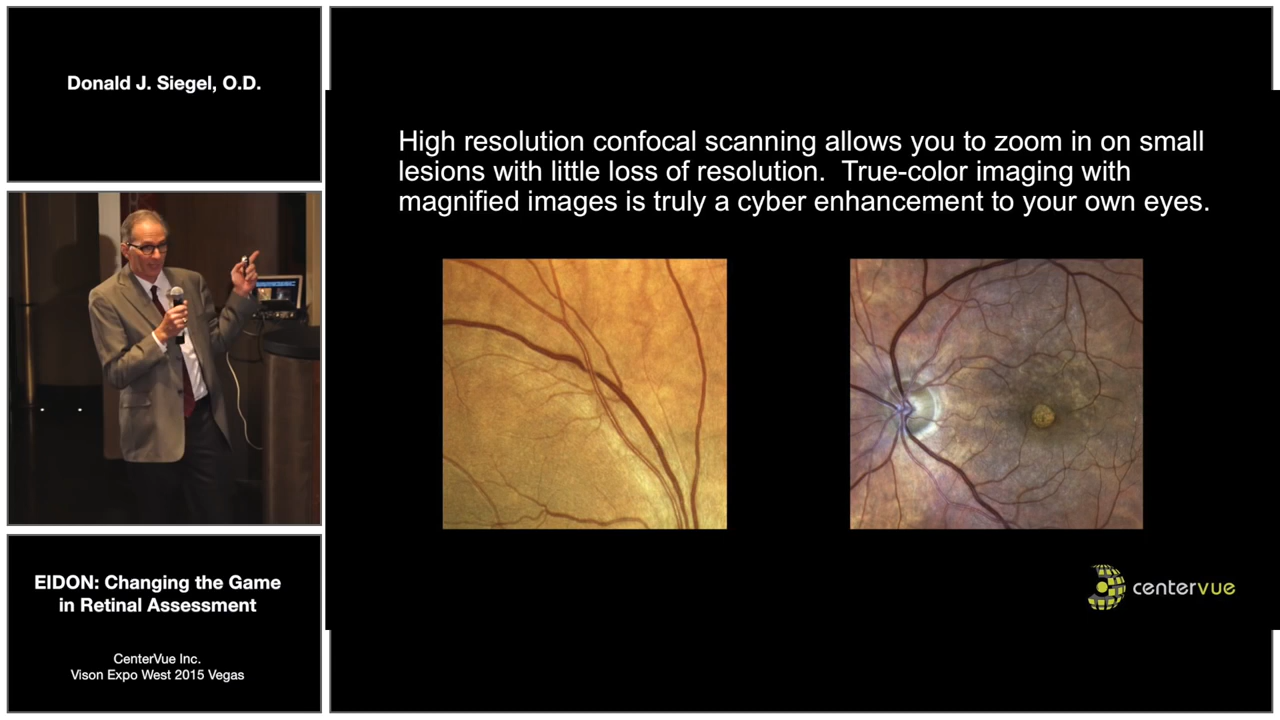 Donald J. Siegel, O.D.
High resolution confocal scanning allows you to zoom in on small
lesions with little loss of resolution.  True-color imaging with
magnified images is truly a cyber enhancement to your own eyes.
EIDON: Changing the Game
in Retinal Assessment
CenterVue Inc.
Vison Expo West 2015 Vegas
centervue